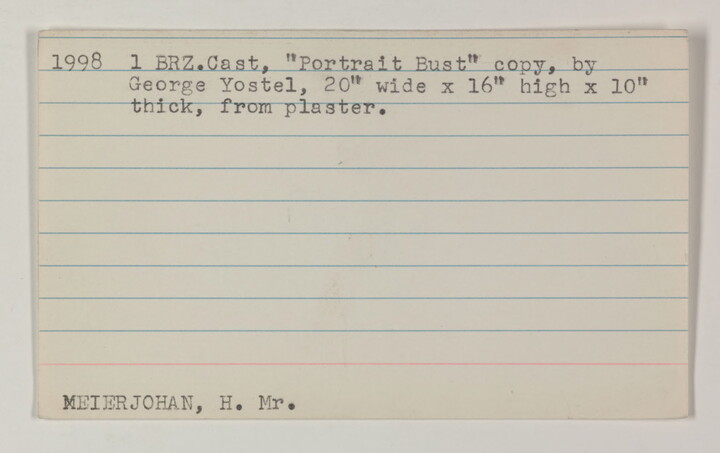 1998 1 BRZ.Cast, "Portrait Bust" copy, by
George Yostel, 20" wide x 16" high x 10"
thick, from plaster.
MEIERJOHAN, H. Mr.